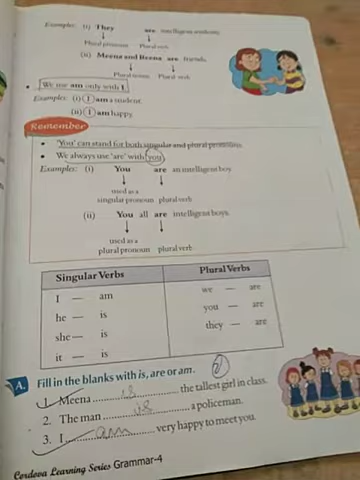 Examples: (i) They are intelligent students.
Plural pronoun Plural verb
(ii) Meena and Reena are friends.
Plural nouns Plural verb
• We use am only with I.
Examples: (i) I am a student.
(ii) I am happy.
Remember
• 'You' can stand for both singular and plural pronouns.
• We always use 'are' with you.
Examples: (i) You are an intelligent boy.
used as a
singular pronoun plural verb
(ii) You all are intelligent boys.
used as a
plural pronoun plural verb
Singular Verbs Plural Verbs
I — am we — are
he — is you — are
she — is they — are
it — is
A. Fill in the blanks with is, are or am.
1. Meena is the tallest girl in class.
2. The man is a policeman.
3. I am very happy to meet you.
Cordova Learning Series Grammar-4